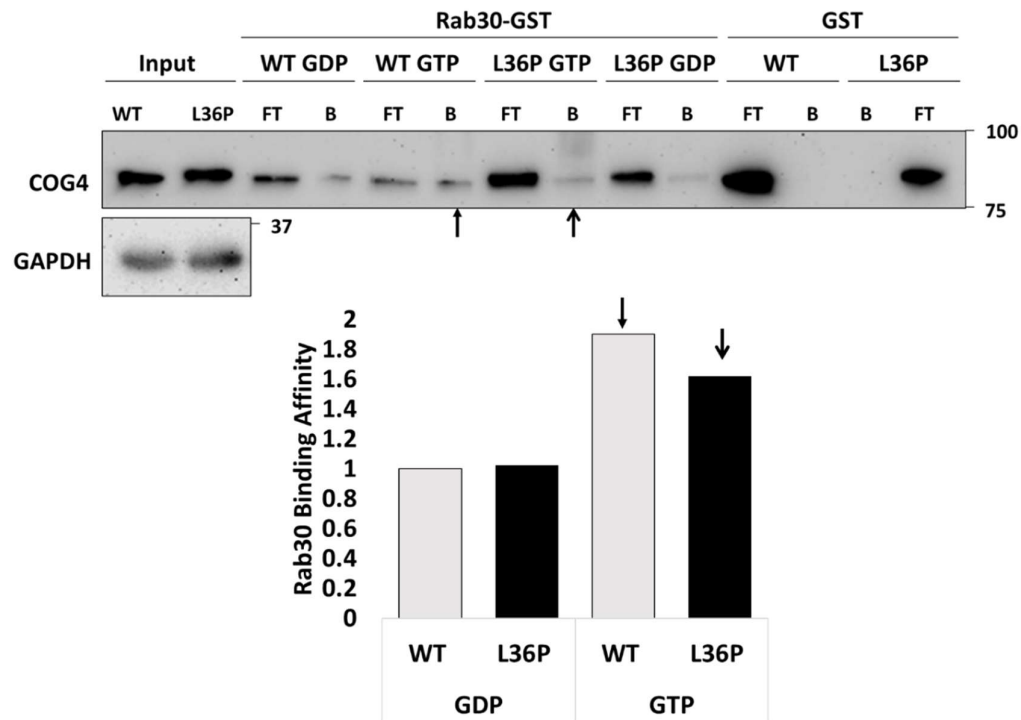 Rab30-GST GST
Input WT GDP WT GTP L36P GTP L36P GDP WT L36P
WT L36P FT B FT B FT B FT B FT B B FT
100
COG4
75
37
GAPDH
Rab30 Binding Affinity
2
1.8
1.6
1.4
1.2
1
0.8
0.6
0.4
0.2
0
WT L36P WT L36P
GDP GTP